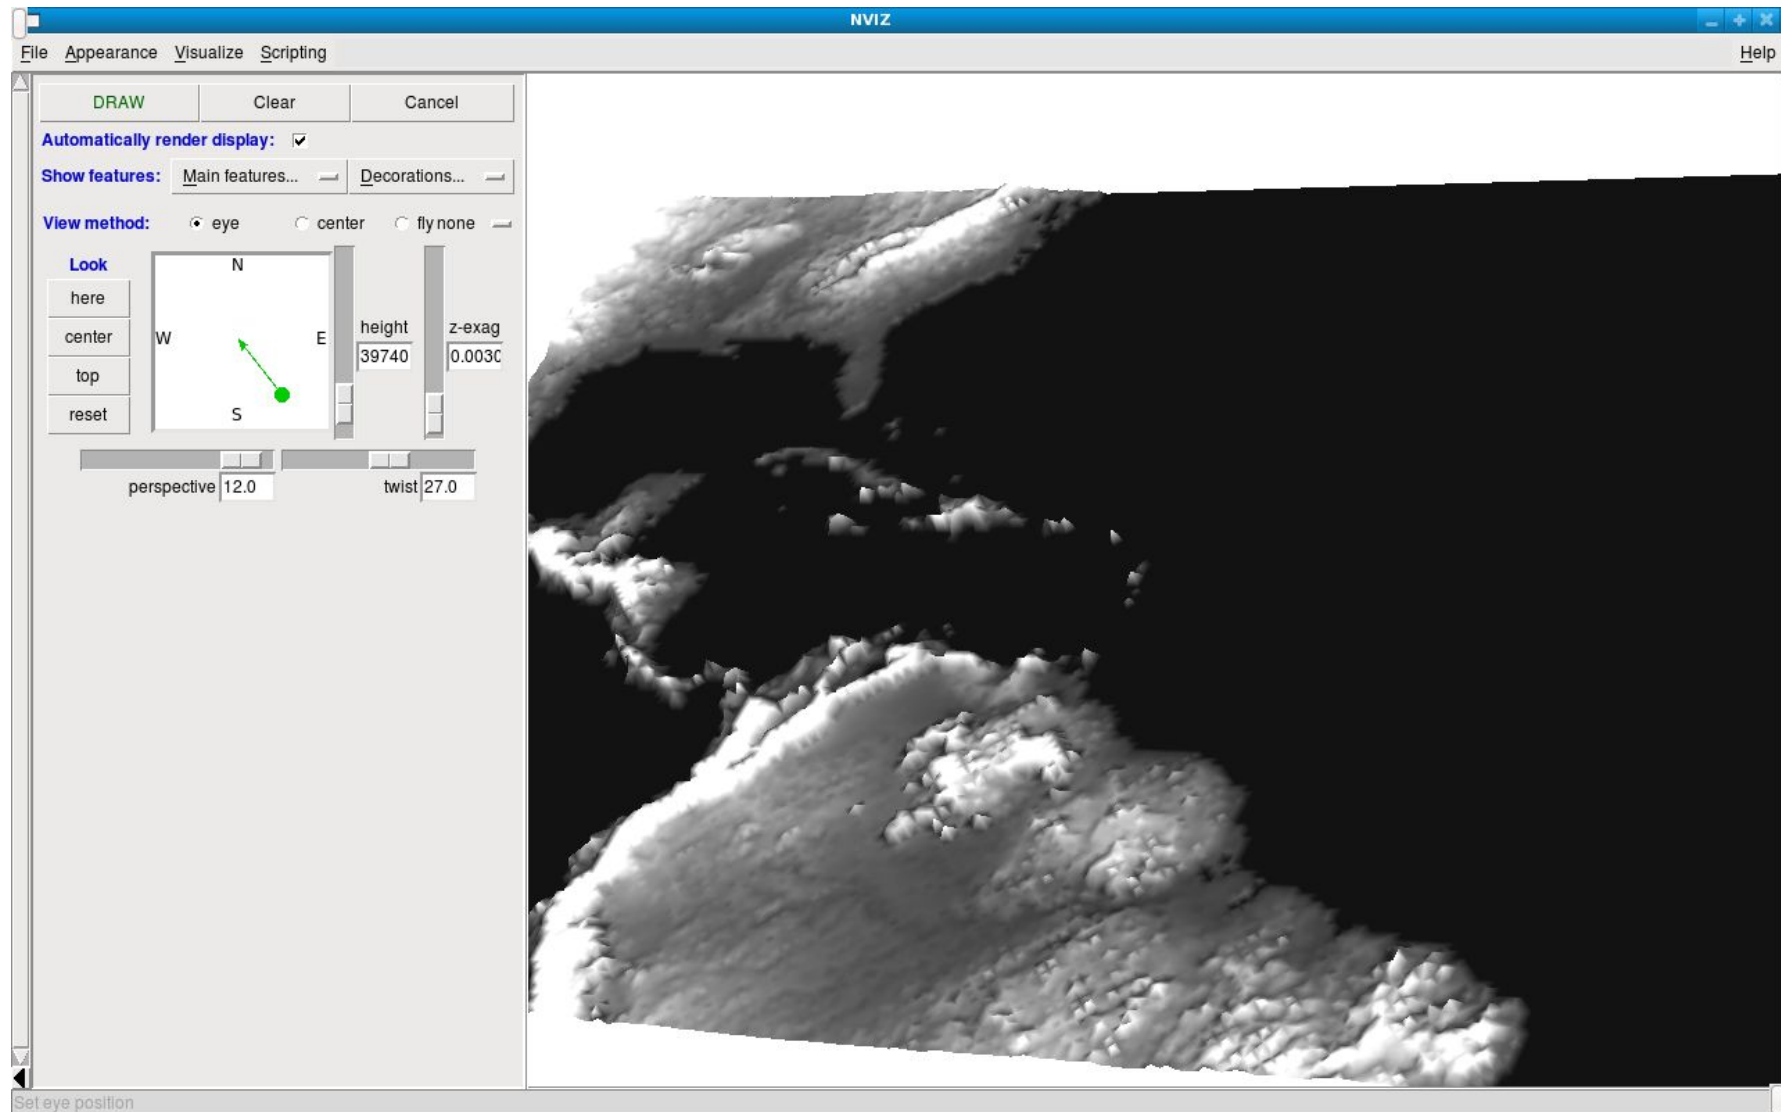 NVIZ
File Appearance Visualize Scripting Help
DRAW Clear Cancel
Automatically render display:
Show features: Main features... Decorations...
View method: eye center fly none
Look
here
center
top
reset
N
W E
S
height
39740
z-exag
0.0030
perspective 12.0
twist 27.0
Set eye position